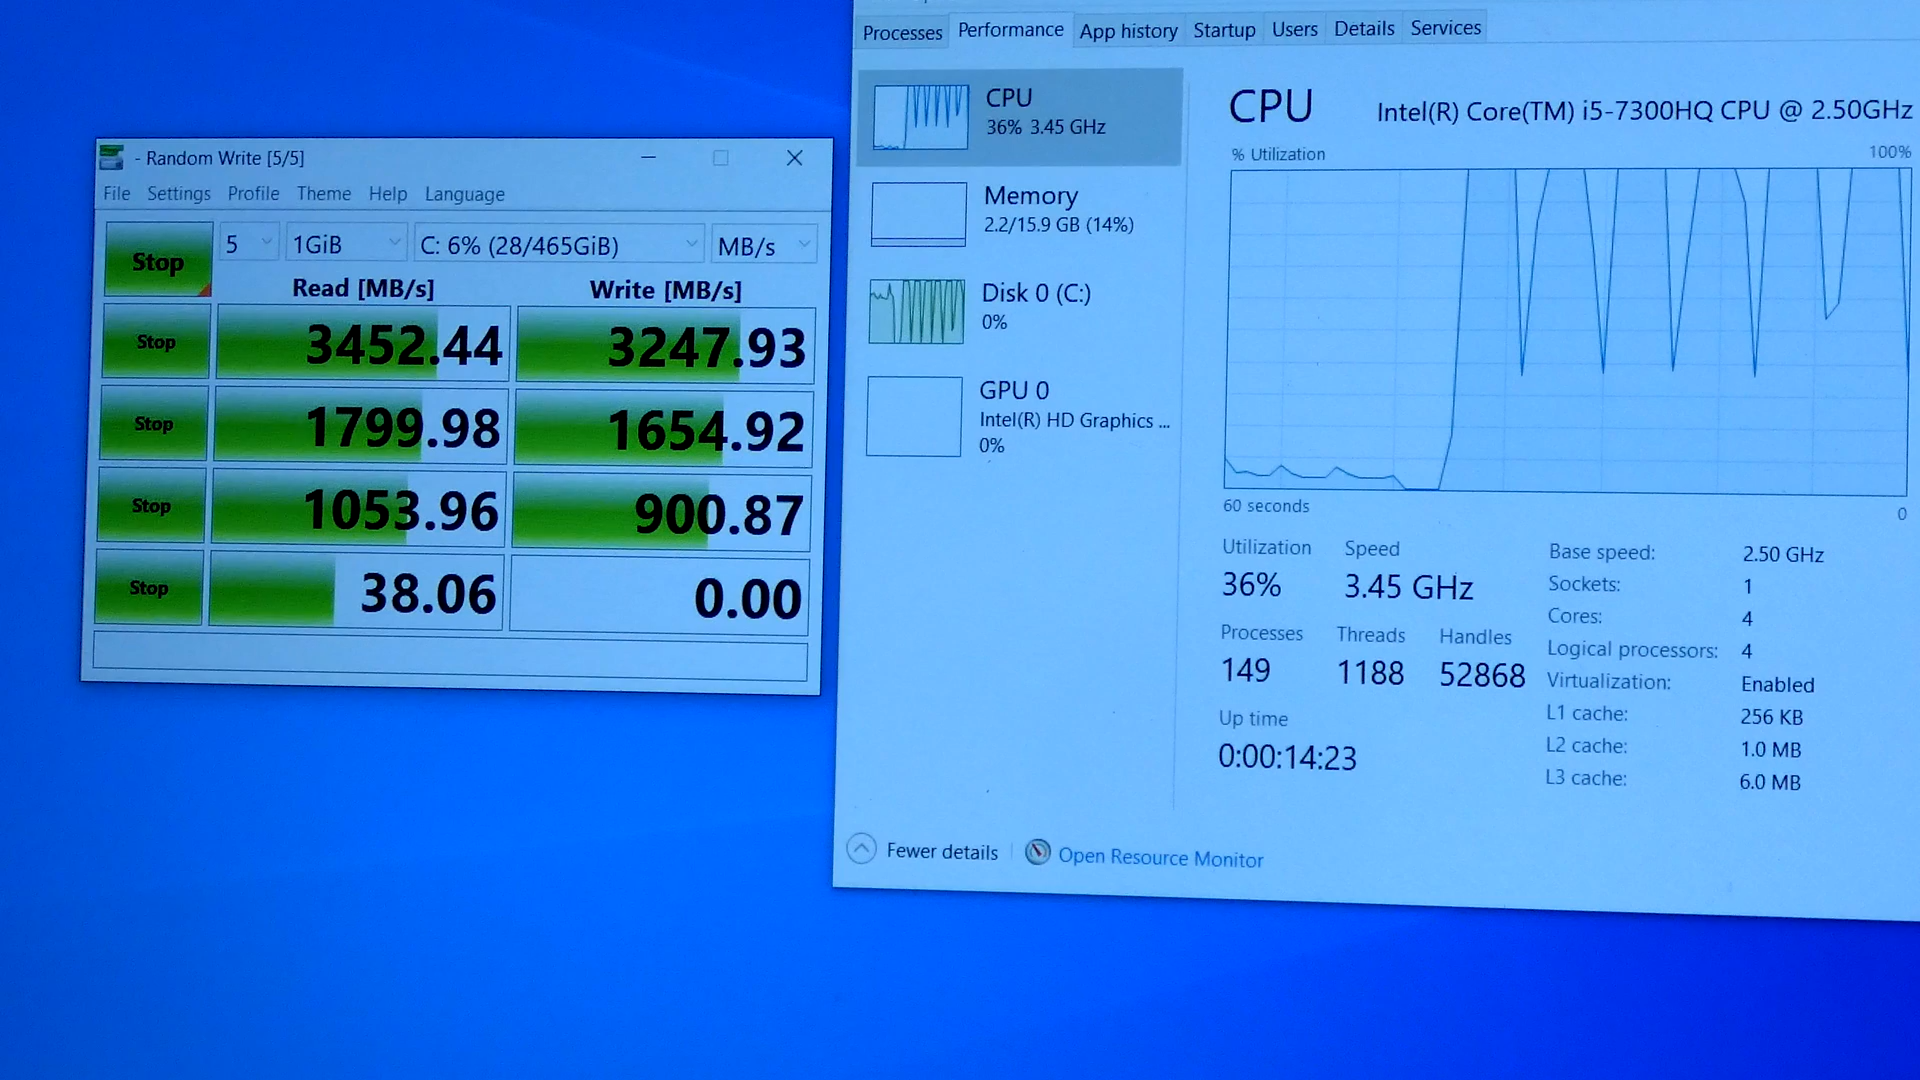 - Random Write [5/5]
File Settings Profile Theme Help Language
Stop 5 1GiB C: 6% (28/465GiB) MB/s
Read [MB/s] Write [MB/s]
Stop 3452.44 3247.93
Stop 1799.98 1654.92
Stop 1053.96 900.87
Stop 38.06 0.00
Processes Performance App history Startup Users Details Services
CPU
36% 3.45 GHz
Memory
2.2/15.9 GB (14%)
Disk 0 (C:)
0%
GPU 0
Intel(R) HD Graphics ...
0%
CPU Intel(R) Core(TM) i5-7300HQ CPU @ 2.50GHz
% Utilization 100%
60 seconds 0
Utilization Speed
36% 3.45 GHz
Processes Threads Handles
149 1188 52868
Up time
0:00:14:23
Base speed: 2.50 GHz
Sockets: 1
Cores: 4
Logical processors: 4
Virtualization: Enabled
L1 cache: 256 KB
L2 cache: 1.0 MB
L3 cache: 6.0 MB
Fewer details Open Resource Monitor